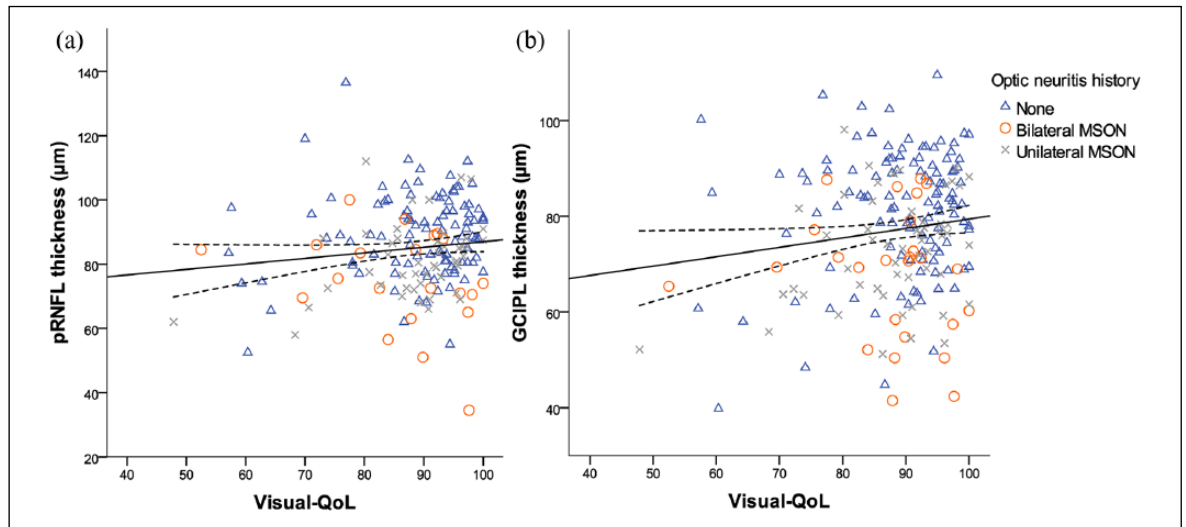 (a)
pRNFL thickness (µm)
140
120
100
80
60
40
20
40 50 60 70 80 90 100
Visual-QoL
(b)
GCIPL thickness (µm)
100
80
60
40
40 50 60 70 80 90 100
Visual-QoL
Optic neuritis history
None
Bilateral MSON
Unilateral MSON